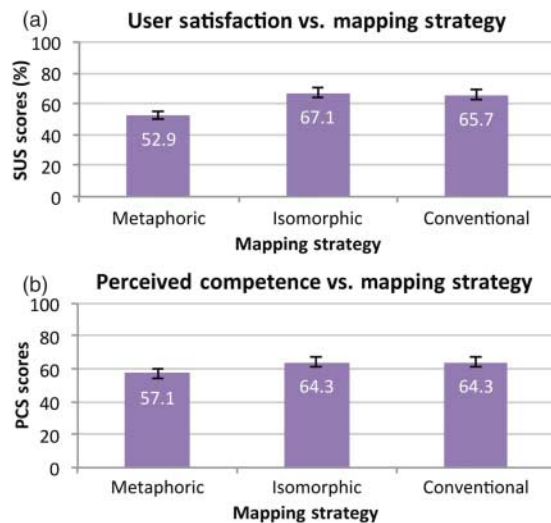 (a) User satisfaction vs. mapping strategy
SUS scores (%)
100
80
60
40
20
0
52.9
67.1
65.7
Metaphoric Isomorphic Conventional
Mapping strategy
(b) Perceived competence vs. mapping strategy
PCS scores
100
80
60
40
20
0
57.1
64.3
64.3
Metaphoric Isomorphic Conventional
Mapping strategy